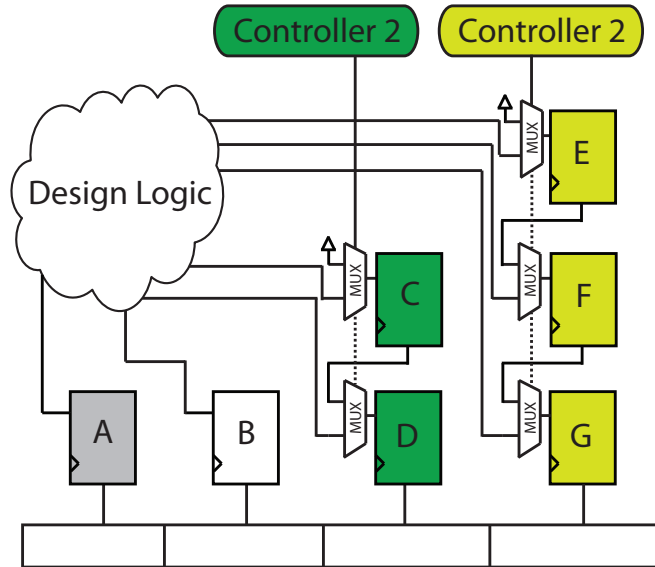 Controller 2
Controller 2
MUX
E
Design Logic
MUX
C
MUX
F
A
B
MUX
D
MUX
G